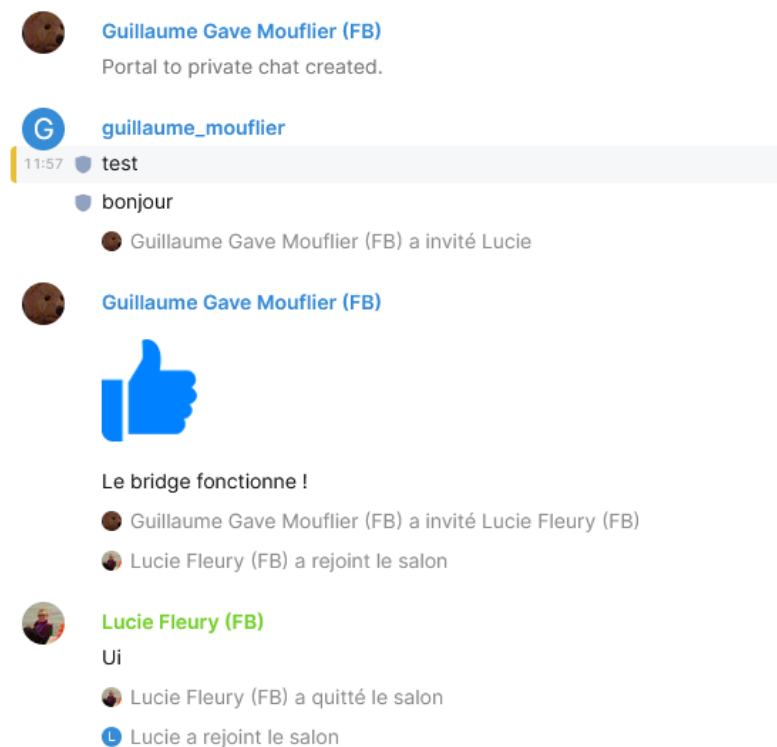 Guillaume Gave Mouflier (FB)
Portal to private chat created.
G
guillaume_mouflier
11:57 test
bonjour
Guillaume Gave Mouflier (FB) a invité Lucie
Guillaume Gave Mouflier (FB)
Le bridge fonctionne !
Guillaume Gave Mouflier (FB) a invité Lucie Fleury (FB)
Lucie Fleury (FB) a rejoint le salon
Lucie Fleury (FB)
Ui
Lucie Fleury (FB) a quitté le salon
L Lucie a rejoint le salon